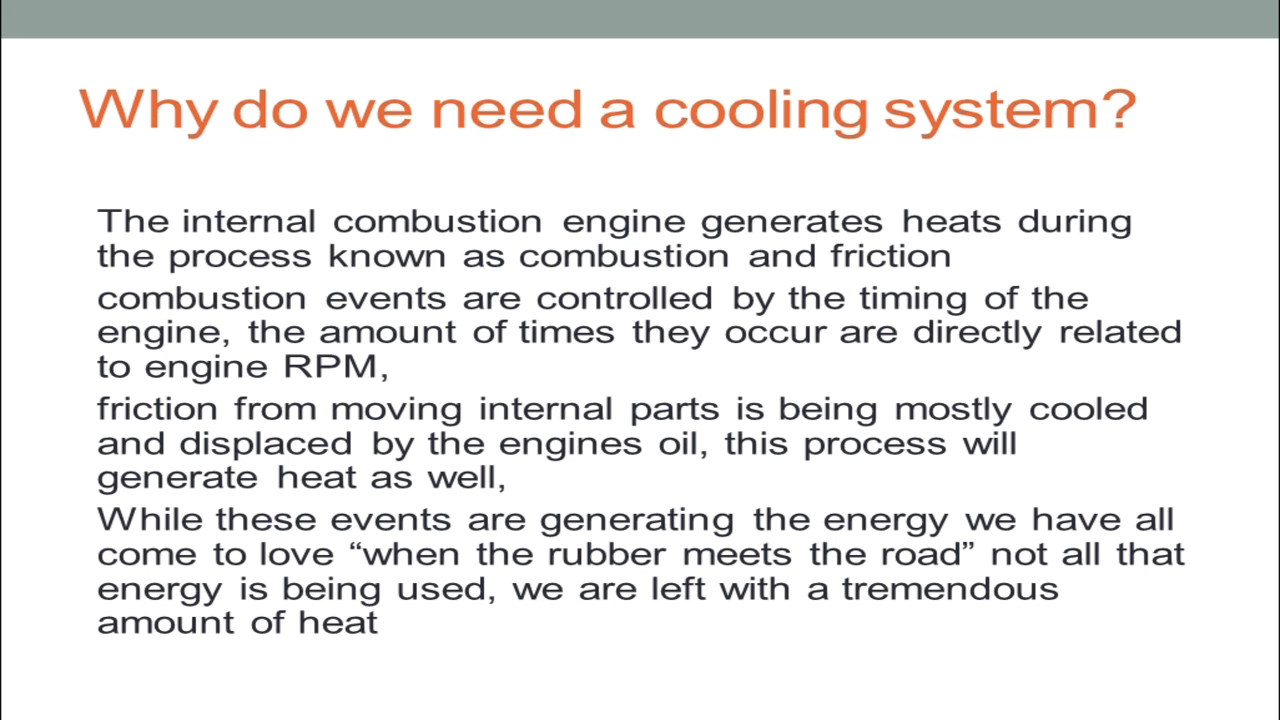 Why do we need a cooling system?
The internal combustion engine generates heats during
the process known as combustion and friction
combustion events are controlled by the timing of the
engine, the amount of times they occur are directly related
to engine RPM,
friction from moving internal parts is being mostly cooled
and displaced by the engines oil, this process will
generate heat as well,
While these events are generating the energy we have all
come to love “when the rubber meets the road” not all that
energy is being used, we are left with a tremendous
amount of heat